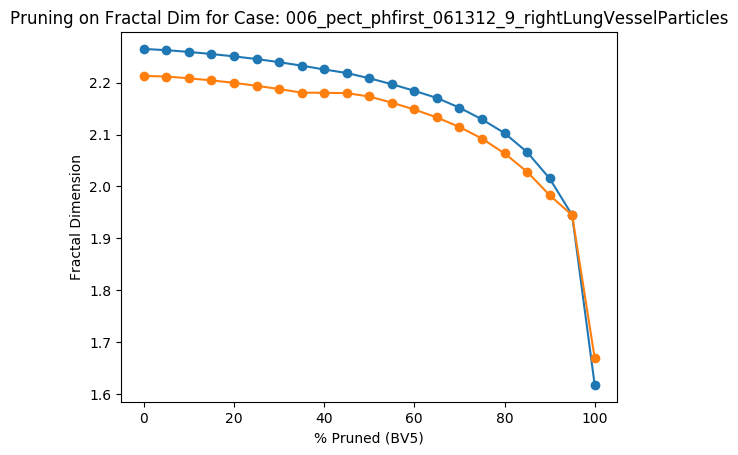 Pruning on Fractal Dim for Case: 006_pect_phfirst_061312_9_rightLungVesselParticles
Fractal Dimension
2.2
2.1
2.0
1.9
1.8
1.7
1.6
0 20 40 60 80 100
% Pruned (BV5)